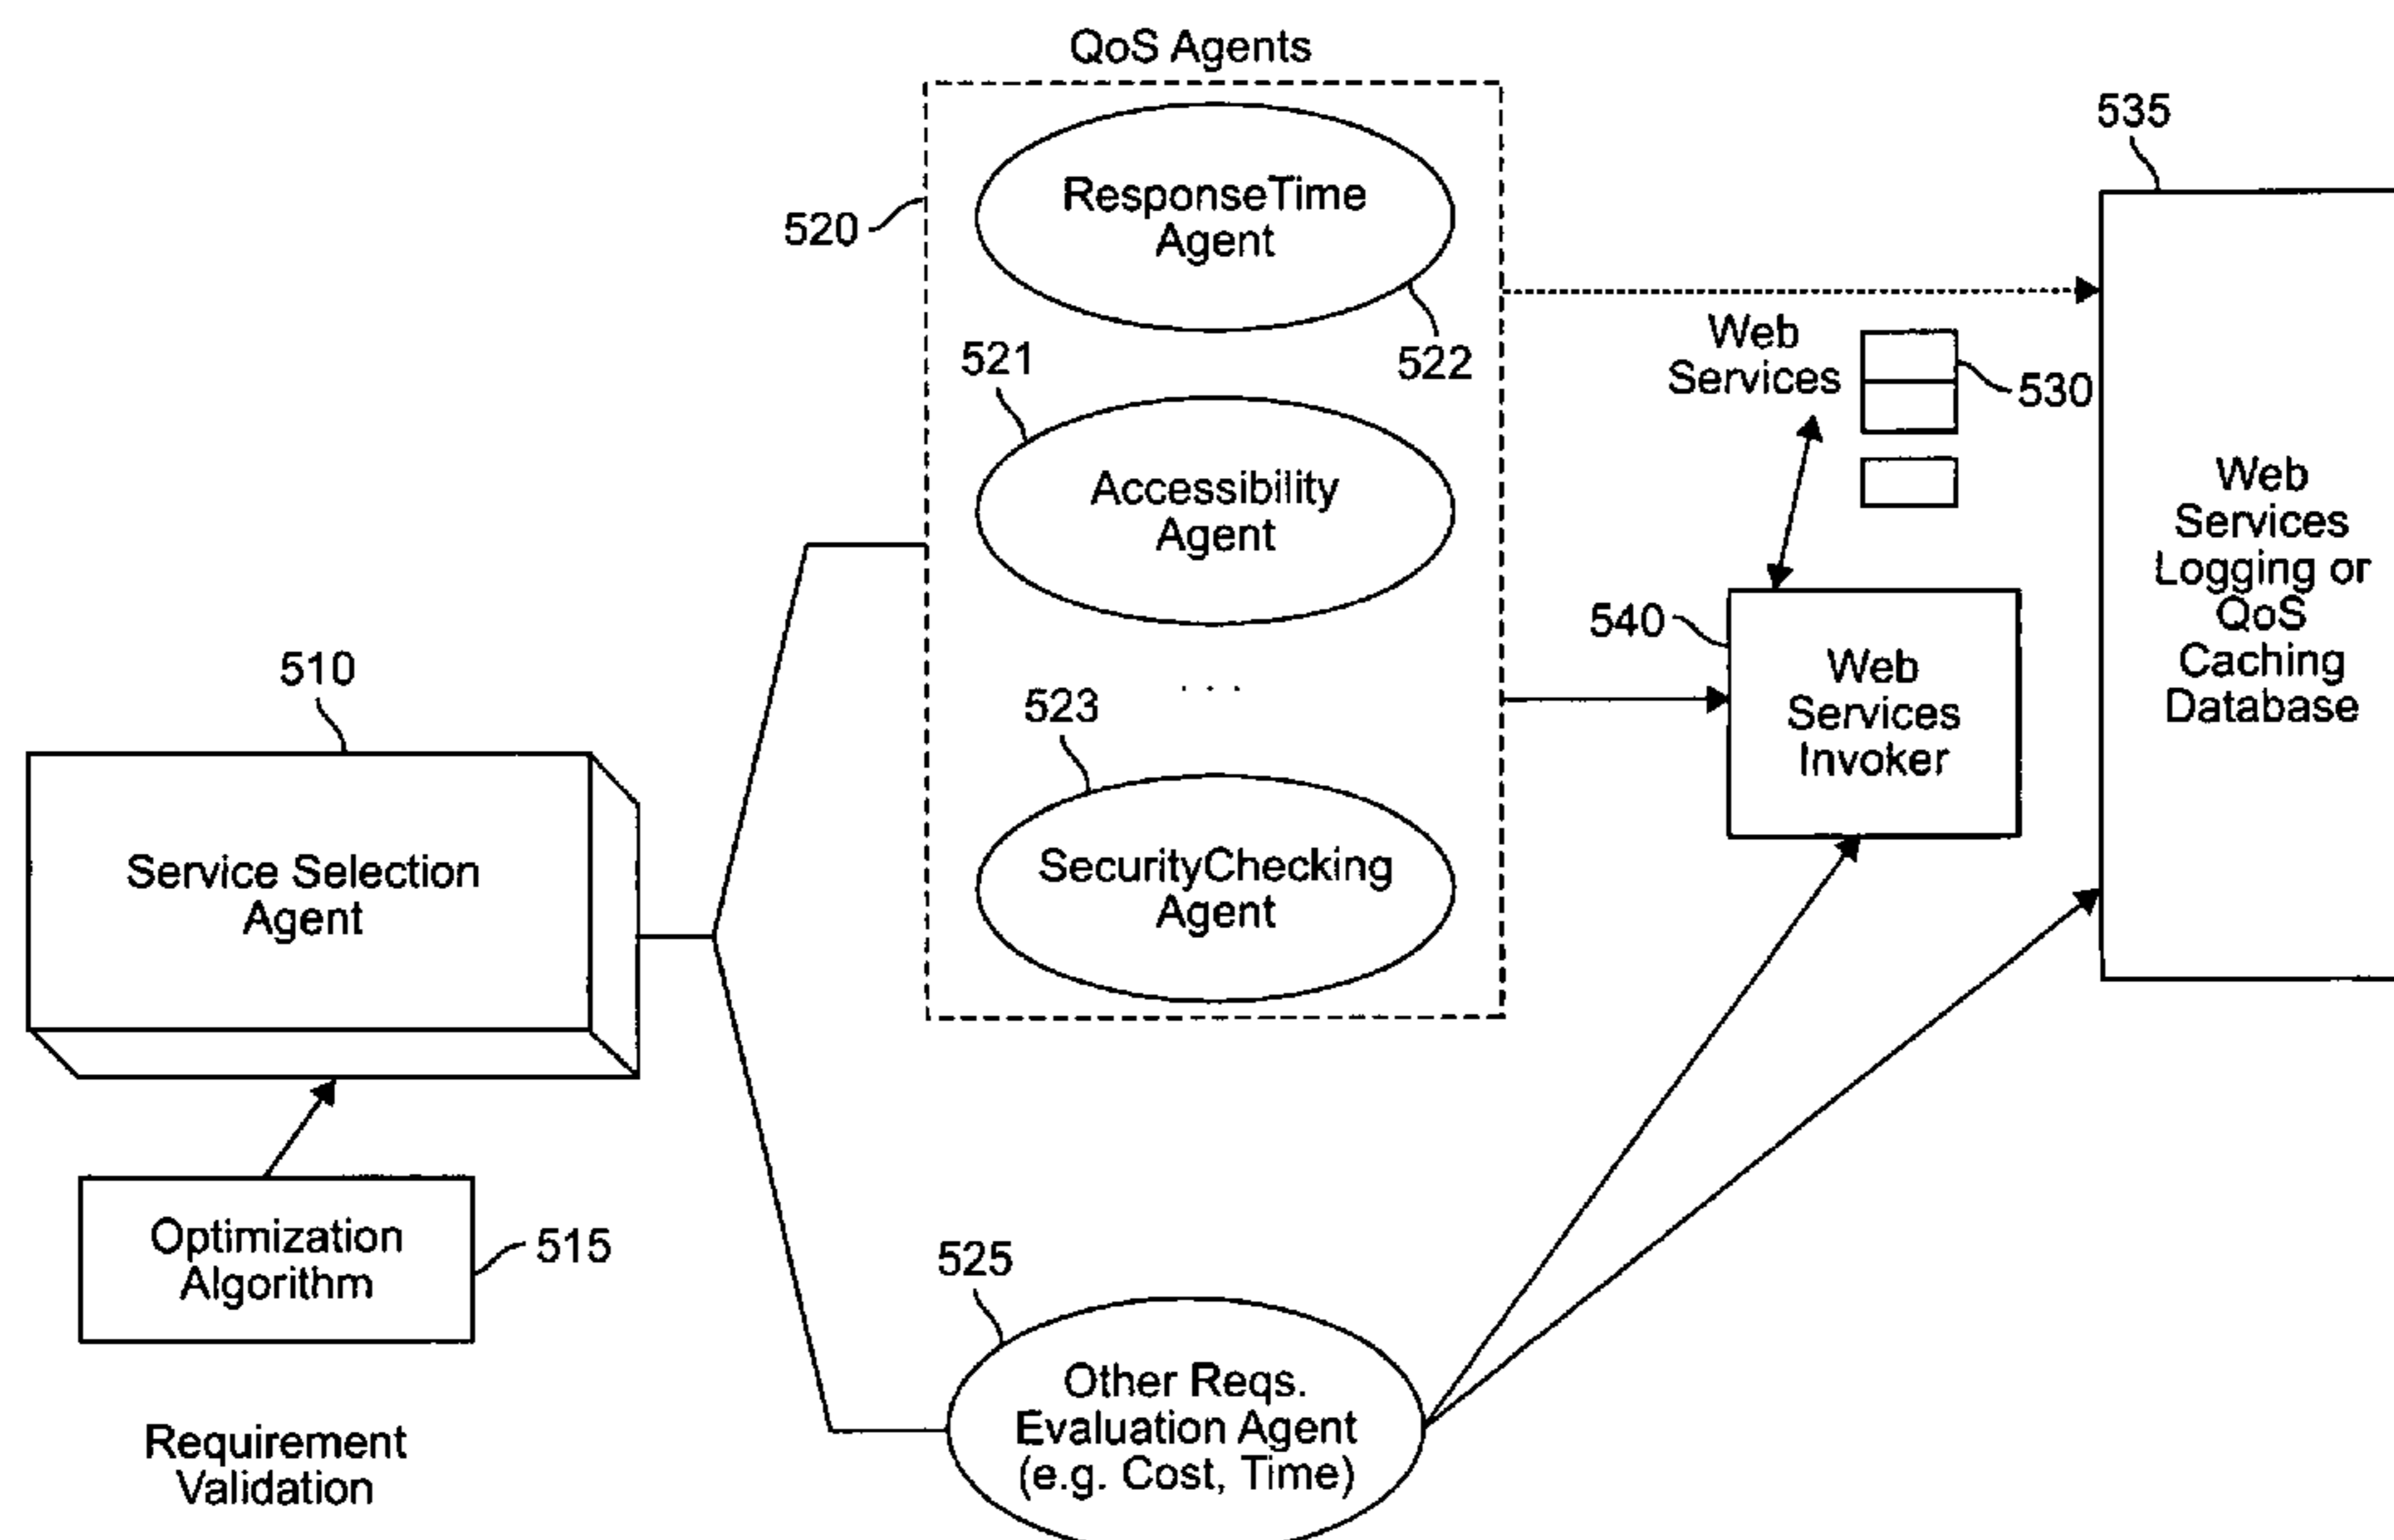 QoS Agents
535
ResponseTime
Agent
520
522
Web
Services
530
521
Accessibility
Agent
Web
Services
Logging or
QoS
Caching
Database
540
Web
Services
Invoker
510
. . .
523
Service Selection
Agent
SecurityChecking
Agent
Optimization
Algorithm
515
525
Other Reqs.
Evaluation Agent
(e.g. Cost, Time)
Requirement
Validation